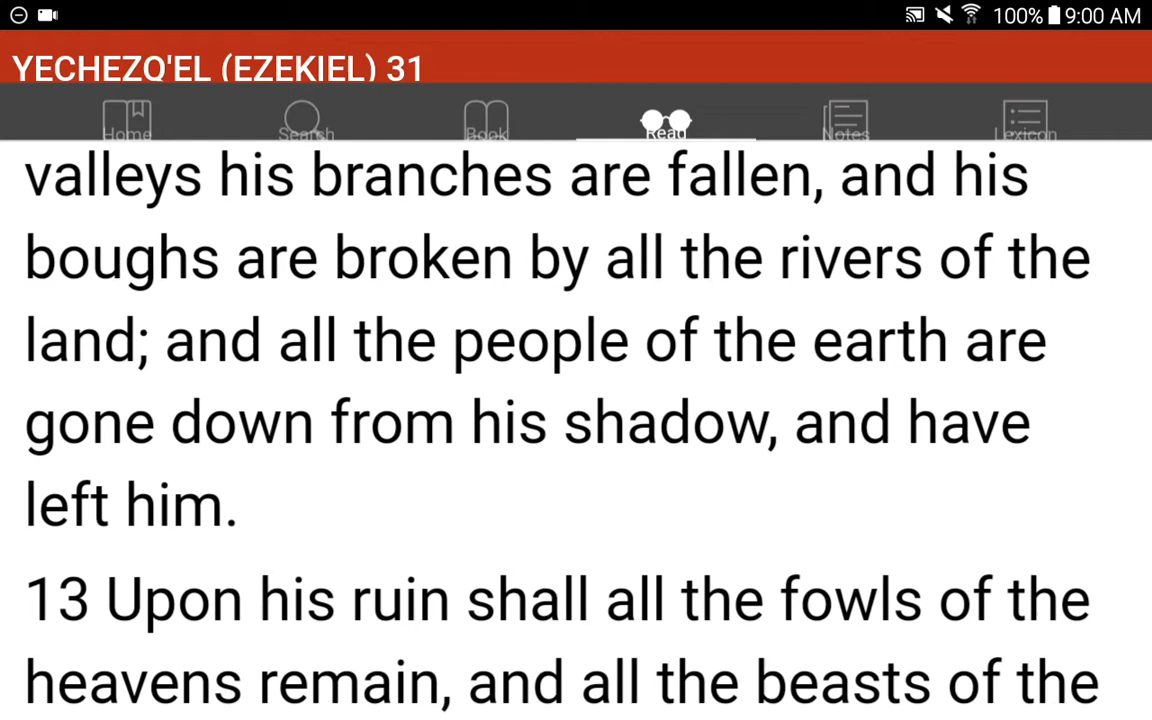 100% 9:00 AM
YECHEZQ'EL (EZEKIEL) 31
Home Search Book Read Notes Lexicon
valleys his branches are fallen, and his
boughs are broken by all the rivers of the
land; and all the people of the earth are
gone down from his shadow, and have
left him.
13 Upon his ruin shall all the fowls of the
heavens remain, and all the beasts of the